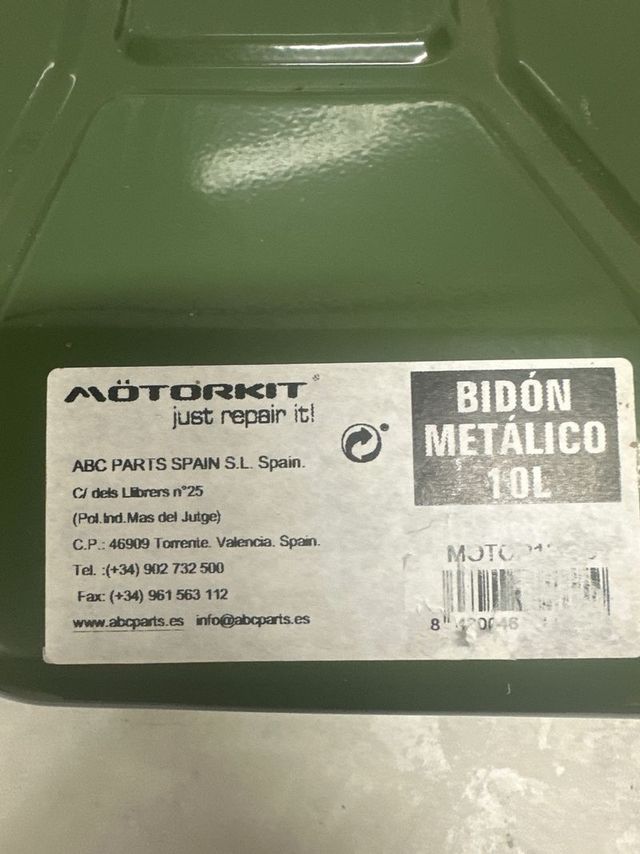 MÖTORKIT®
just repair it!
ABC PARTS SPAIN S.L. Spain.
C/ dels Llibrers nº25
(Pol.Ind.Mas del Jutge)
C.P.: 46909 Torrente. Valencia. Spain.
Tel. :(+34) 902 732 500
Fax: (+34) 961 563 112
www.abcparts.es info@abcparts.es
BIDÓN
METÁLICO
10L
8